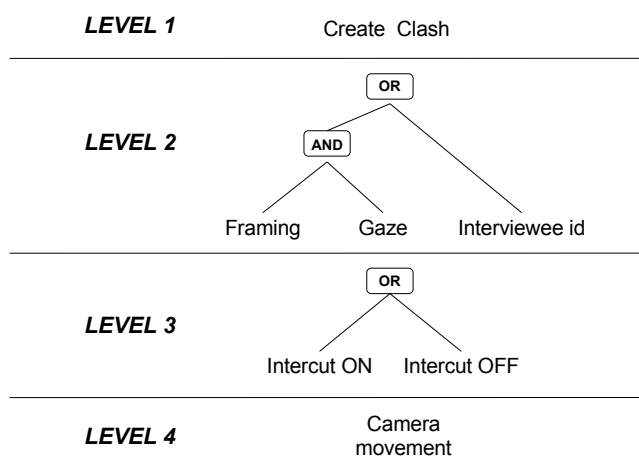 LEVEL 1
Create Clash
OR
LEVEL 2
AND
Framing
Gaze
Interviewee id
OR
LEVEL 3
Intercut ON
Intercut OFF
LEVEL 4
Camera
movement